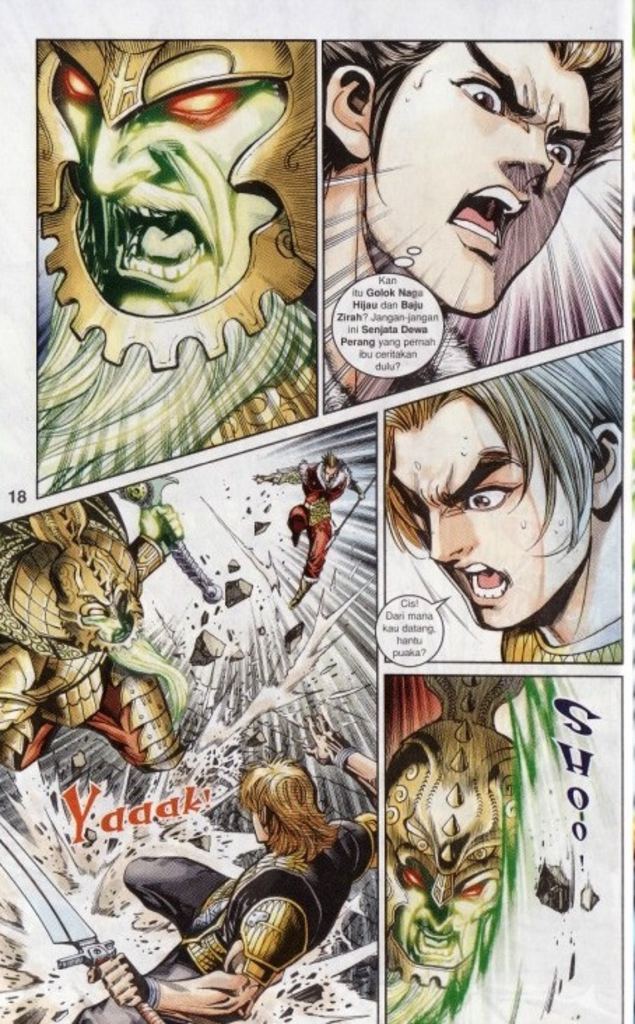 Kan
itu Golok Naga
Hijau dan Baju
Zirah? Jangan-jangan
ini Senjata Dewa
Perang yang pernah
ibu ceritakan
dulu?
18
Cis!
Dari mana
kau datang,
hantu
puaka?
Yaaak!
SHOO!